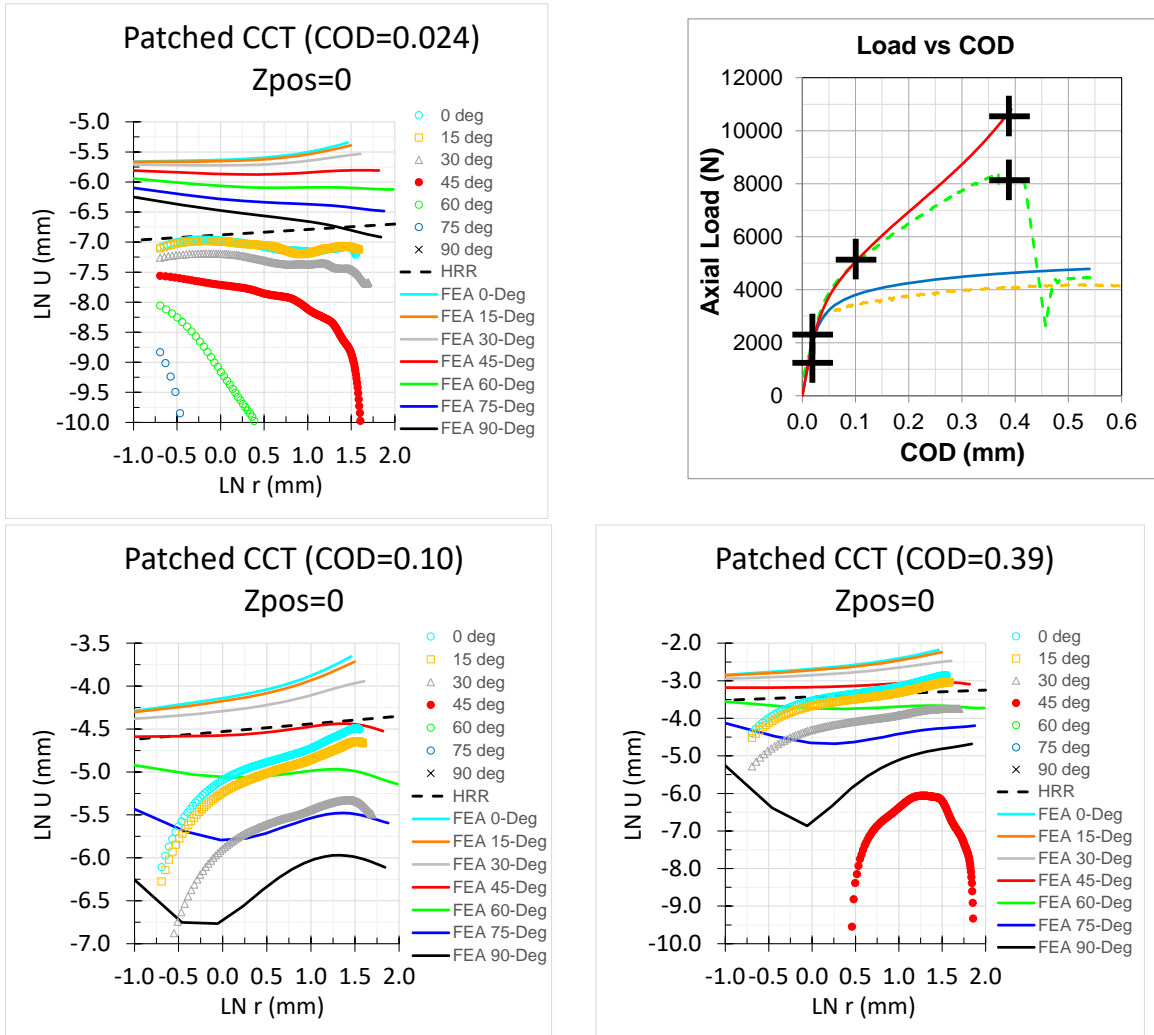 Patched CCT (COD=0.024)
Zpos=0
LN U (mm)
-5.0
-5.5
-6.0
-6.5
-7.0
-7.5
-8.0
-8.5
-9.0
-9.5
-10.0
-1.0 -0.5 0.0 0.5 1.0 1.5 2.0
LN r (mm)
0 deg
15 deg
30 deg
45 deg
60 deg
75 deg
90 deg
HRR
FEA 0-Deg
FEA 15-Deg
FEA 30-Deg
FEA 45-Deg
FEA 60-Deg
FEA 75-Deg
FEA 90-Deg
Load vs COD
Axial Load (N)
12000
10000
8000
6000
4000
2000
0
0.0 0.1 0.2 0.3 0.4 0.5 0.6
COD (mm)
Patched CCT (COD=0.10)
Zpos=0
LN U (mm)
-3.5
-4.0
-4.5
-5.0
-5.5
-6.0
-6.5
-7.0
-1.0 -0.5 0.0 0.5 1.0 1.5 2.0
LN r (mm)
0 deg
15 deg
30 deg
45 deg
60 deg
75 deg
90 deg
HRR
FEA 0-Deg
FEA 15-Deg
FEA 30-Deg
FEA 45-Deg
FEA 60-Deg
FEA 75-Deg
FEA 90-Deg
Patched CCT (COD=0.39)
Zpos=0
LN U (mm)
-2.0
-3.0
-4.0
-5.0
-6.0
-7.0
-8.0
-9.0
-10.0
-1.0 -0.5 0.0 0.5 1.0 1.5 2.0
LN r (mm)
0 deg
15 deg
30 deg
45 deg
60 deg
75 deg
90 deg
HRR
FEA 0-Deg
FEA 15-Deg
FEA 30-Deg
FEA 45-Deg
FEA 60-Deg
FEA 75-Deg
FEA 90-Deg